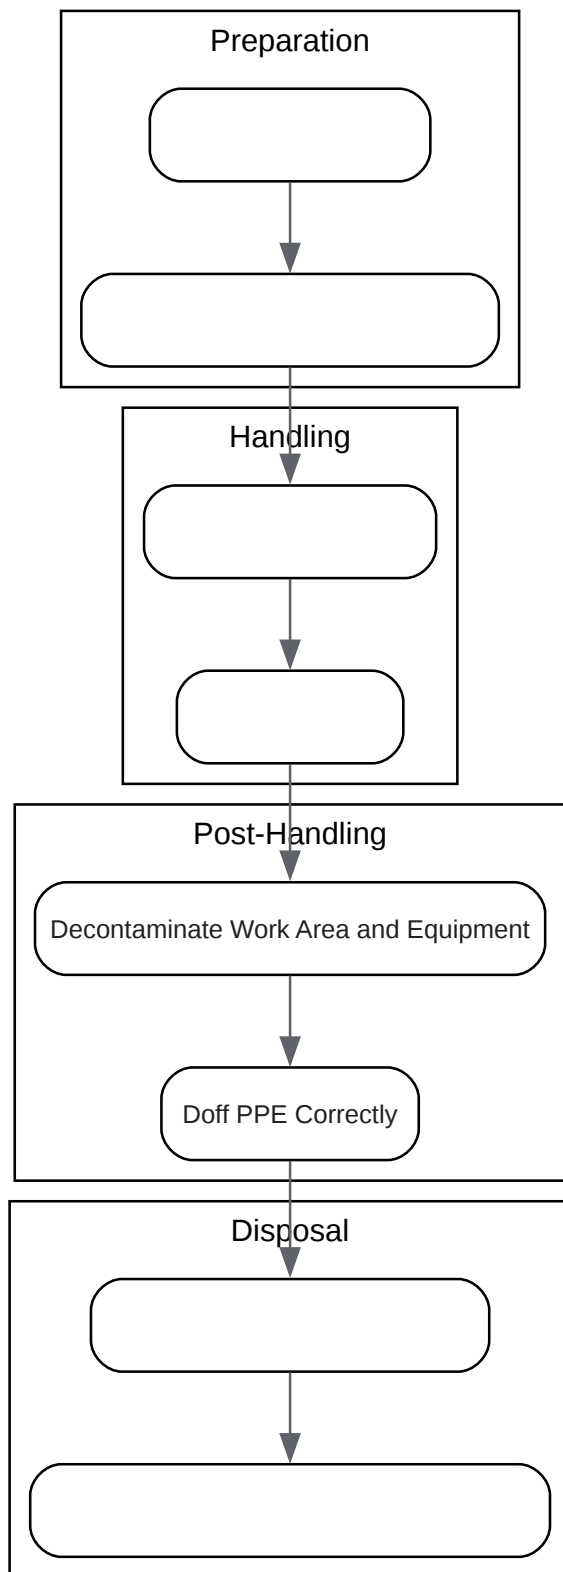 Preparation
Handling
Post-Handling
Decontaminate Work Area and Equipment
Doff PPE Correctly
Disposal